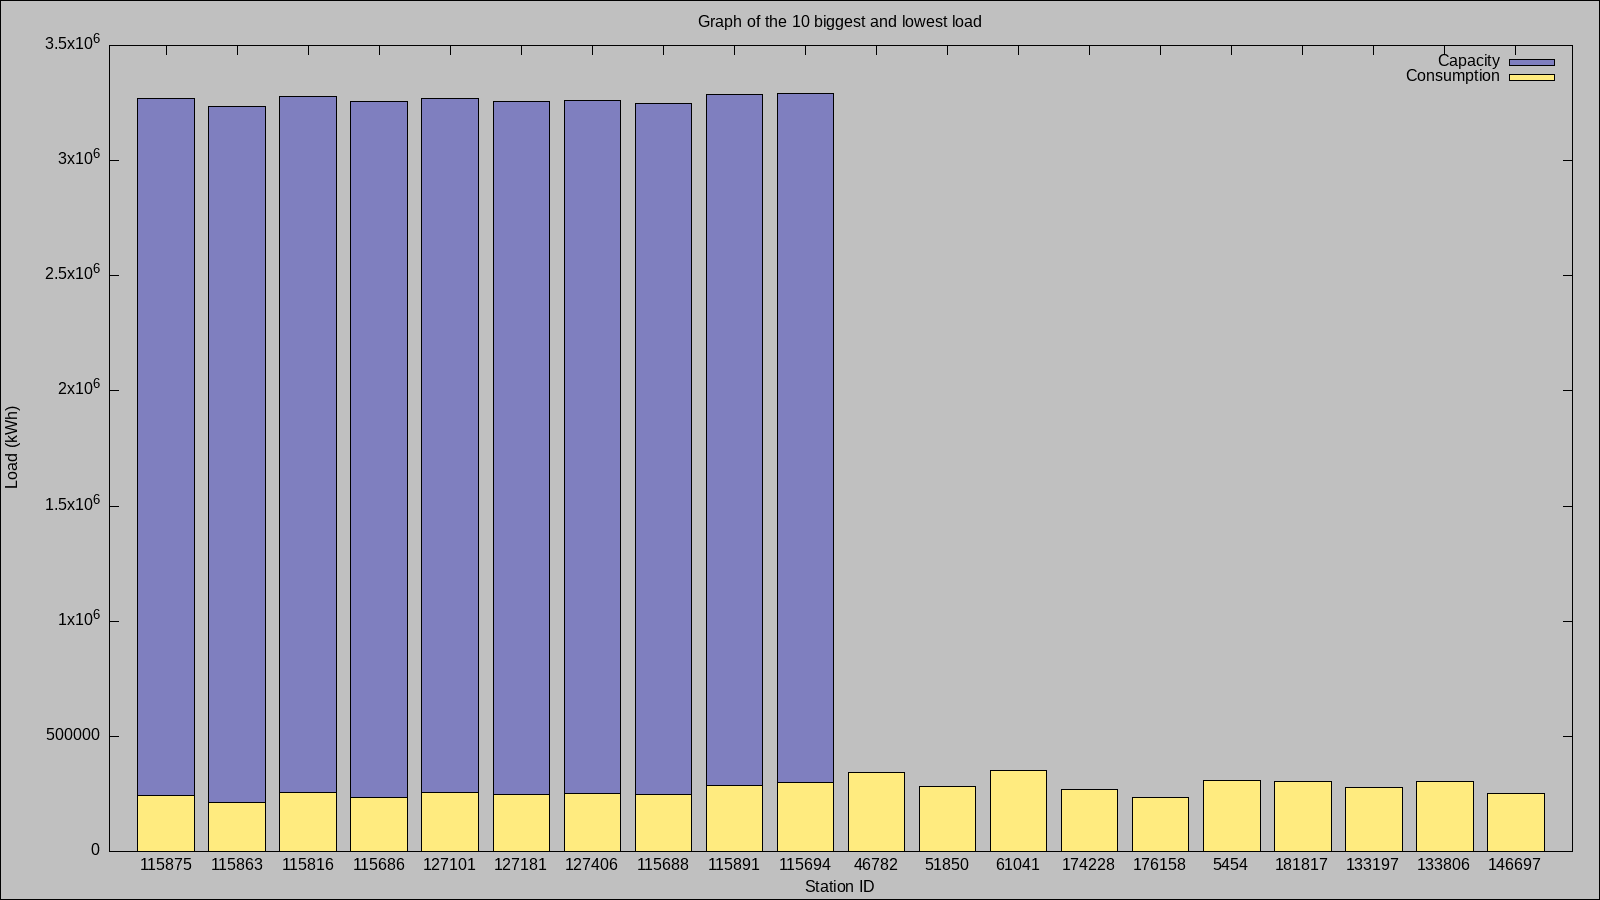 Graph of the 10 biggest and lowest load
3.5x10⁶
3x10⁶
2.5x10⁶
2x10⁶
1.5x10⁶
1x10⁶
500000
0
Load (kWh)
Capacity
Consumption
115875 115863 115816 115686 127101 127181 127406 115688 115891 115694 46782 51850 61041 174228 176158 5454 181817 133197 133806 146697
Station ID